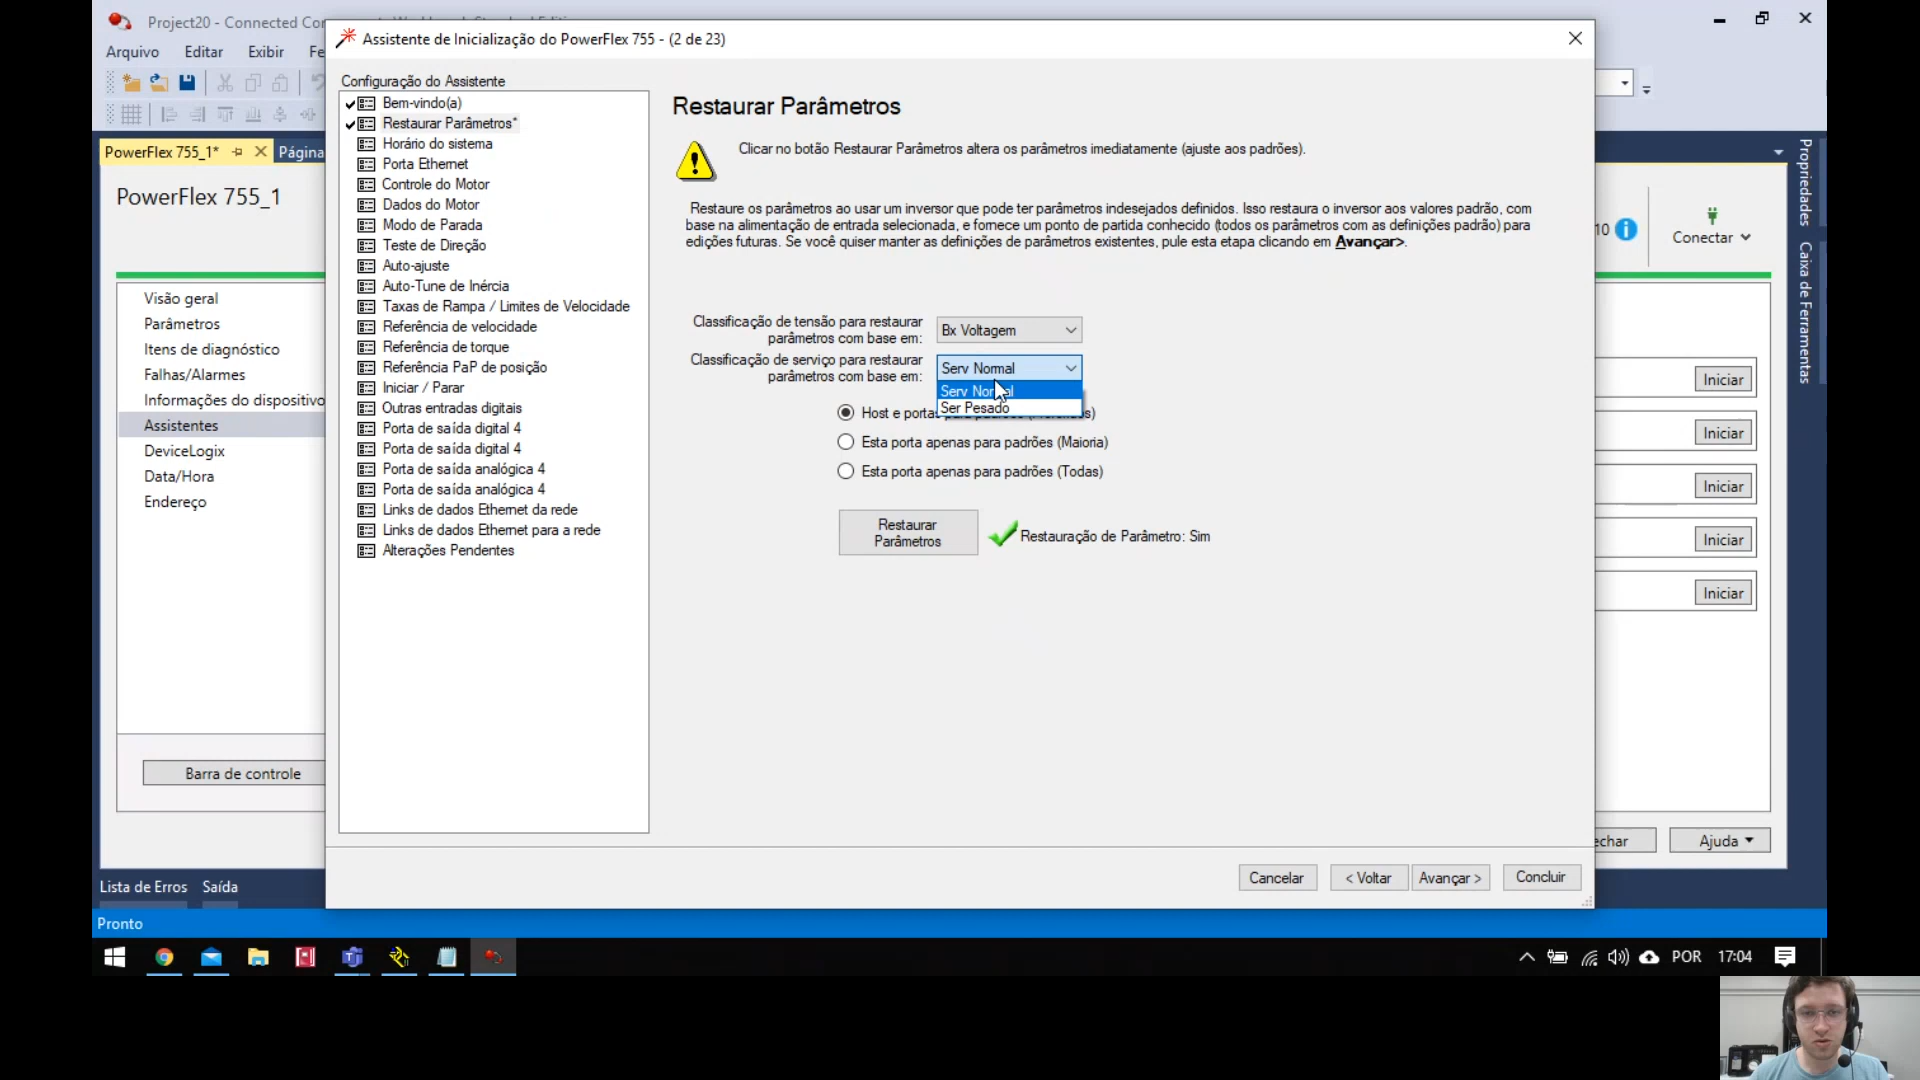 Project20 - Connected Co
Assistente de Inicialização do PowerFlex 755 - (2 de 23)
Arquivo
Editar
Exibir
Fe
Configuração do Assistente
Bem-vindo(a)
Restaurar Parâmetros*
Horário do sistema
Porta Ethernet
Controle do Motor
Dados do Motor
Modo de Parada
Teste de Direção
Auto-ajuste
Auto-Tune de Inércia
Taxas de Rampa / Limites de Velocidade
Referência de velocidade
Referência de torque
Referência PaP de posição
Iniciar / Parar
Outras entradas digitais
Porta de saída digital 4
Porta de saída digital 4
Porta de saída analógica 4
Porta de saída analógica 4
Links de dados Ethernet da rede
Links de dados Ethernet para a rede
Alterações Pendentes
PowerFlex 755_1*
Página
PowerFlex 755_1
Visão geral
Parâmetros
Itens de diagnóstico
Falhas/Alarmes
Informações do dispositivo
Assistentes
DeviceLogix
Data/Hora
Endereço
Barra de controle
Restaurar Parâmetros
Clicar no botão Restaurar Parâmetros altera os parâmetros imediatamente (ajuste aos padrões).
Restaure os parâmetros ao usar um inversor que pode ter parâmetros indesejados definidos. Isso restaura o inversor aos valores padrão, com
base na alimentação de entrada selecionada, e fornece um ponto de partida conhecido (todos os parâmetros com as definições padrão) para
edições futuras. Se você quiser manter as definições de parâmetros existentes, pule esta etapa clicando em Avançar>.
Classificação de tensão para restaurar
parâmetros com base em:
Bx Voltagem
Classificação de serviço para restaurar
parâmetros com base em:
Serv Normal
Serv Normal
Ser Pesado
Host e portas
Esta porta apenas para padrões (Maioria)
Esta porta apenas para padrões (Todas)
Restaurar
Parâmetros
Restauração de Parâmetro: Sim
Cancelar
< Voltar
Avançar >
Concluir
10
Conectar
Propriedades
Caixa de Ferramentas
Iniciar
Iniciar
Iniciar
Iniciar
Iniciar
echar
Ajuda
Lista de Erros
Saída
Pronto
POR
17:04